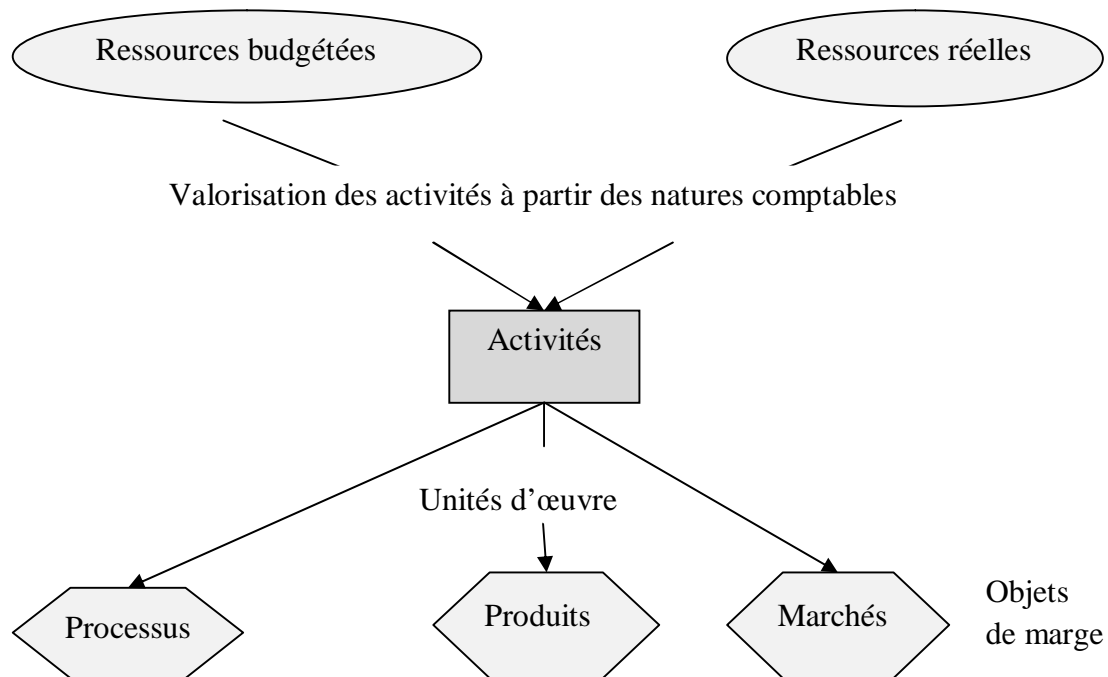 Ressources budgétées
Ressources réelles
Valorisation des activités à partir des natures comptables
Activités
Unités d’œuvre
Processus
Produits
Marchés
Objets
de marge